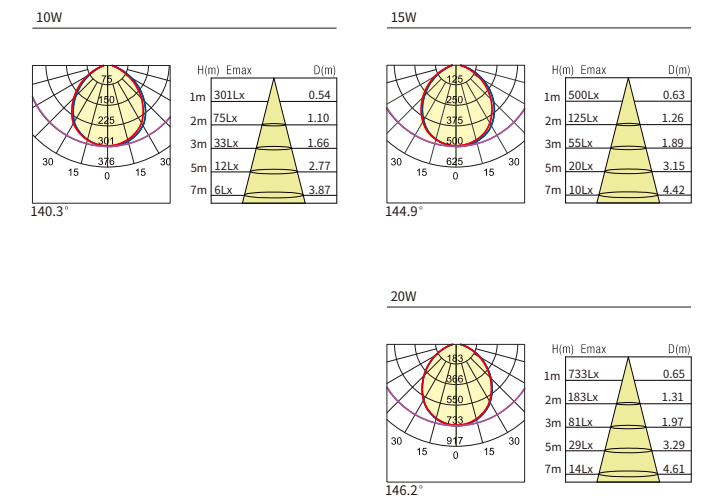 10W
75
150
225
301
376
30
15
0
15
30
140.3°
H(m) Emax D(m)
1m 301Lx 0.54
2m 75Lx 1.10
3m 33Lx 1.66
5m 12Lx 2.77
7m 6Lx 3.87
15W
125
250
375
500
625
30
15
0
15
30
144.9°
H(m) Emax D(m)
1m 500Lx 0.63
2m 125Lx 1.26
3m 55Lx 1.89
5m 20Lx 3.15
7m 10Lx 4.42
20W
183
366
550
733
917
30
15
0
15
30
146.2°
H(m) Emax D(m)
1m 733Lx 0.65
2m 183Lx 1.31
3m 81Lx 1.97
5m 29Lx 3.29
7m 14Lx 4.61